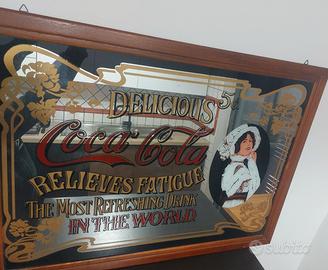 DELICIOUS 5¢
Coca-Cola
RELIEVES FATIGUE
THE MOST REFRESHING DRINK
IN THE WORLD
subito